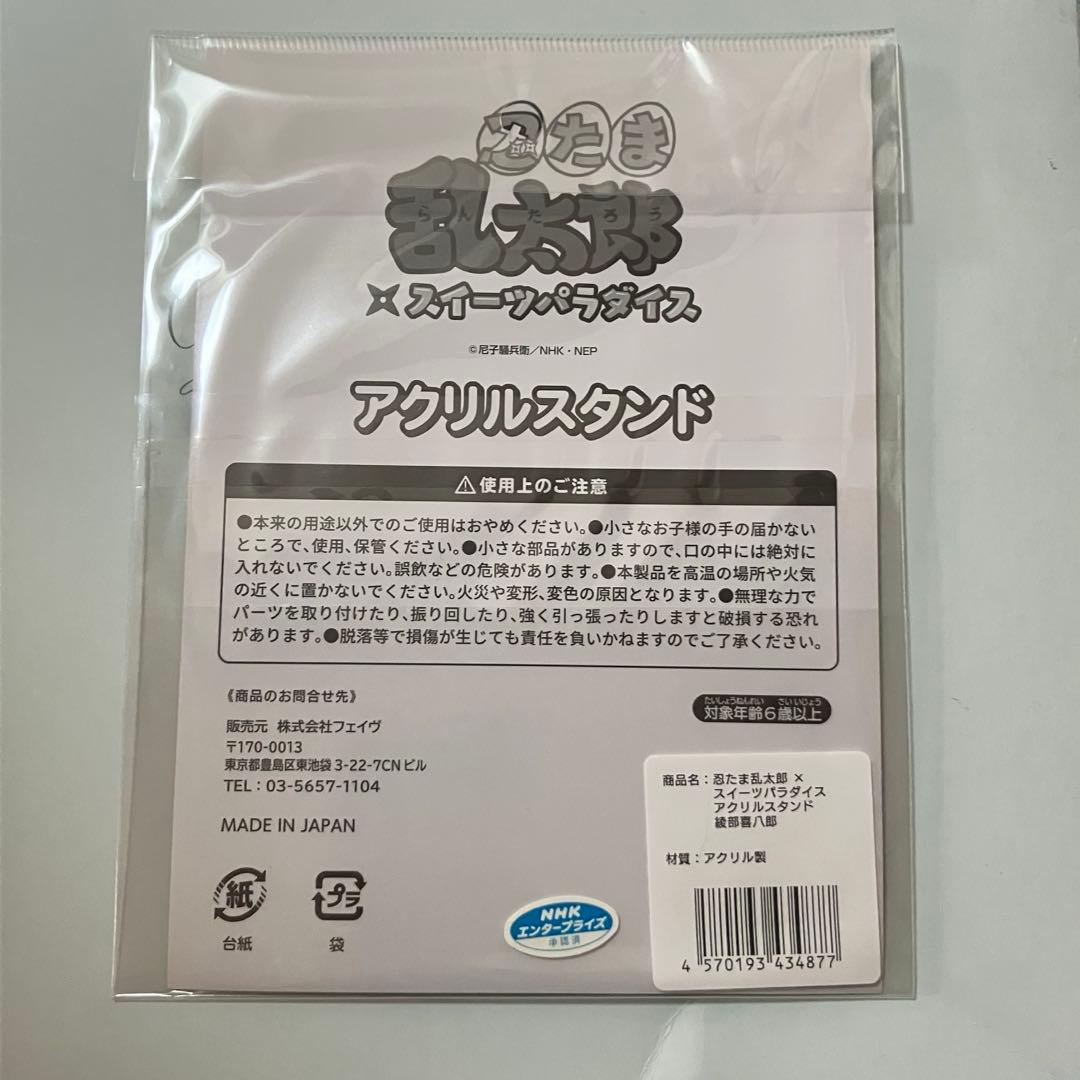 忍たま
らんたろう
乱太郎
×スイーツパラダイス
©尼子騒兵衛/NHK・NEP
アクリルスタンド
⚠使用上のご注意
●本来の用途以外でのご使用はおやめください。●小さなお子様の手の届かない
ところで、使用、保管ください。●小さな部品がありますので、口の中には絶対に
入れないでください。誤飲などの危険があります。●本製品を高温の場所や火気
の近くに置かないでください。火災や変形、変色の原因となります。●無理な力で
パーツを取り付けたり、振り回したり、強く引っ張ったりしますと破損する恐れ
があります。●脱落等で損傷が生じても責任を負いかねますのでご了承ください。
《商品のお問合せ先》
販売元 株式会社フェイヴ
〒170-0013
東京都豊島区東池袋3-22-7CNビル
TEL:03-5657-1104
MADE IN JAPAN
たいしょうねんれい さいいじょう
対象年齢6歳以上
紙
台紙
プラ
袋
NHK
エンタープライズ
承認済
商品名:忍たま乱太郎×
スイーツパラダイス
アクリルスタンド
綾部喜八郎
材質:アクリル製
4 570193 434877